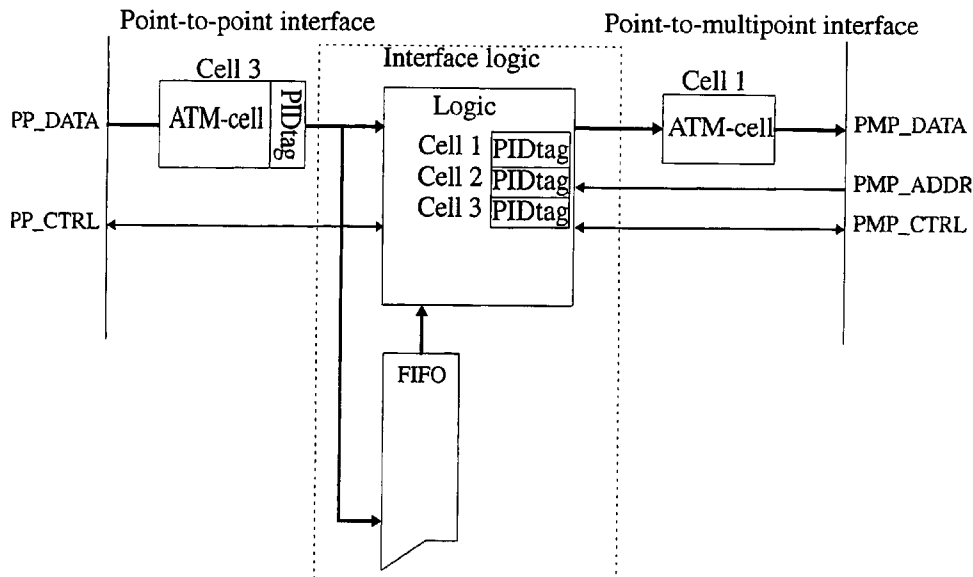 Point-to-point interface
Point-to-multipoint interface
Interface logic
Cell 3
Cell 1
PP_DATA
ATM-cell
PIDtag
Logic
ATM-cell
PMP_DATA
Cell 1 PIDtag
Cell 2 PIDtag
PMP_ADDR
Cell 3 PIDtag
PP_CTRL
PMP_CTRL
FIFO